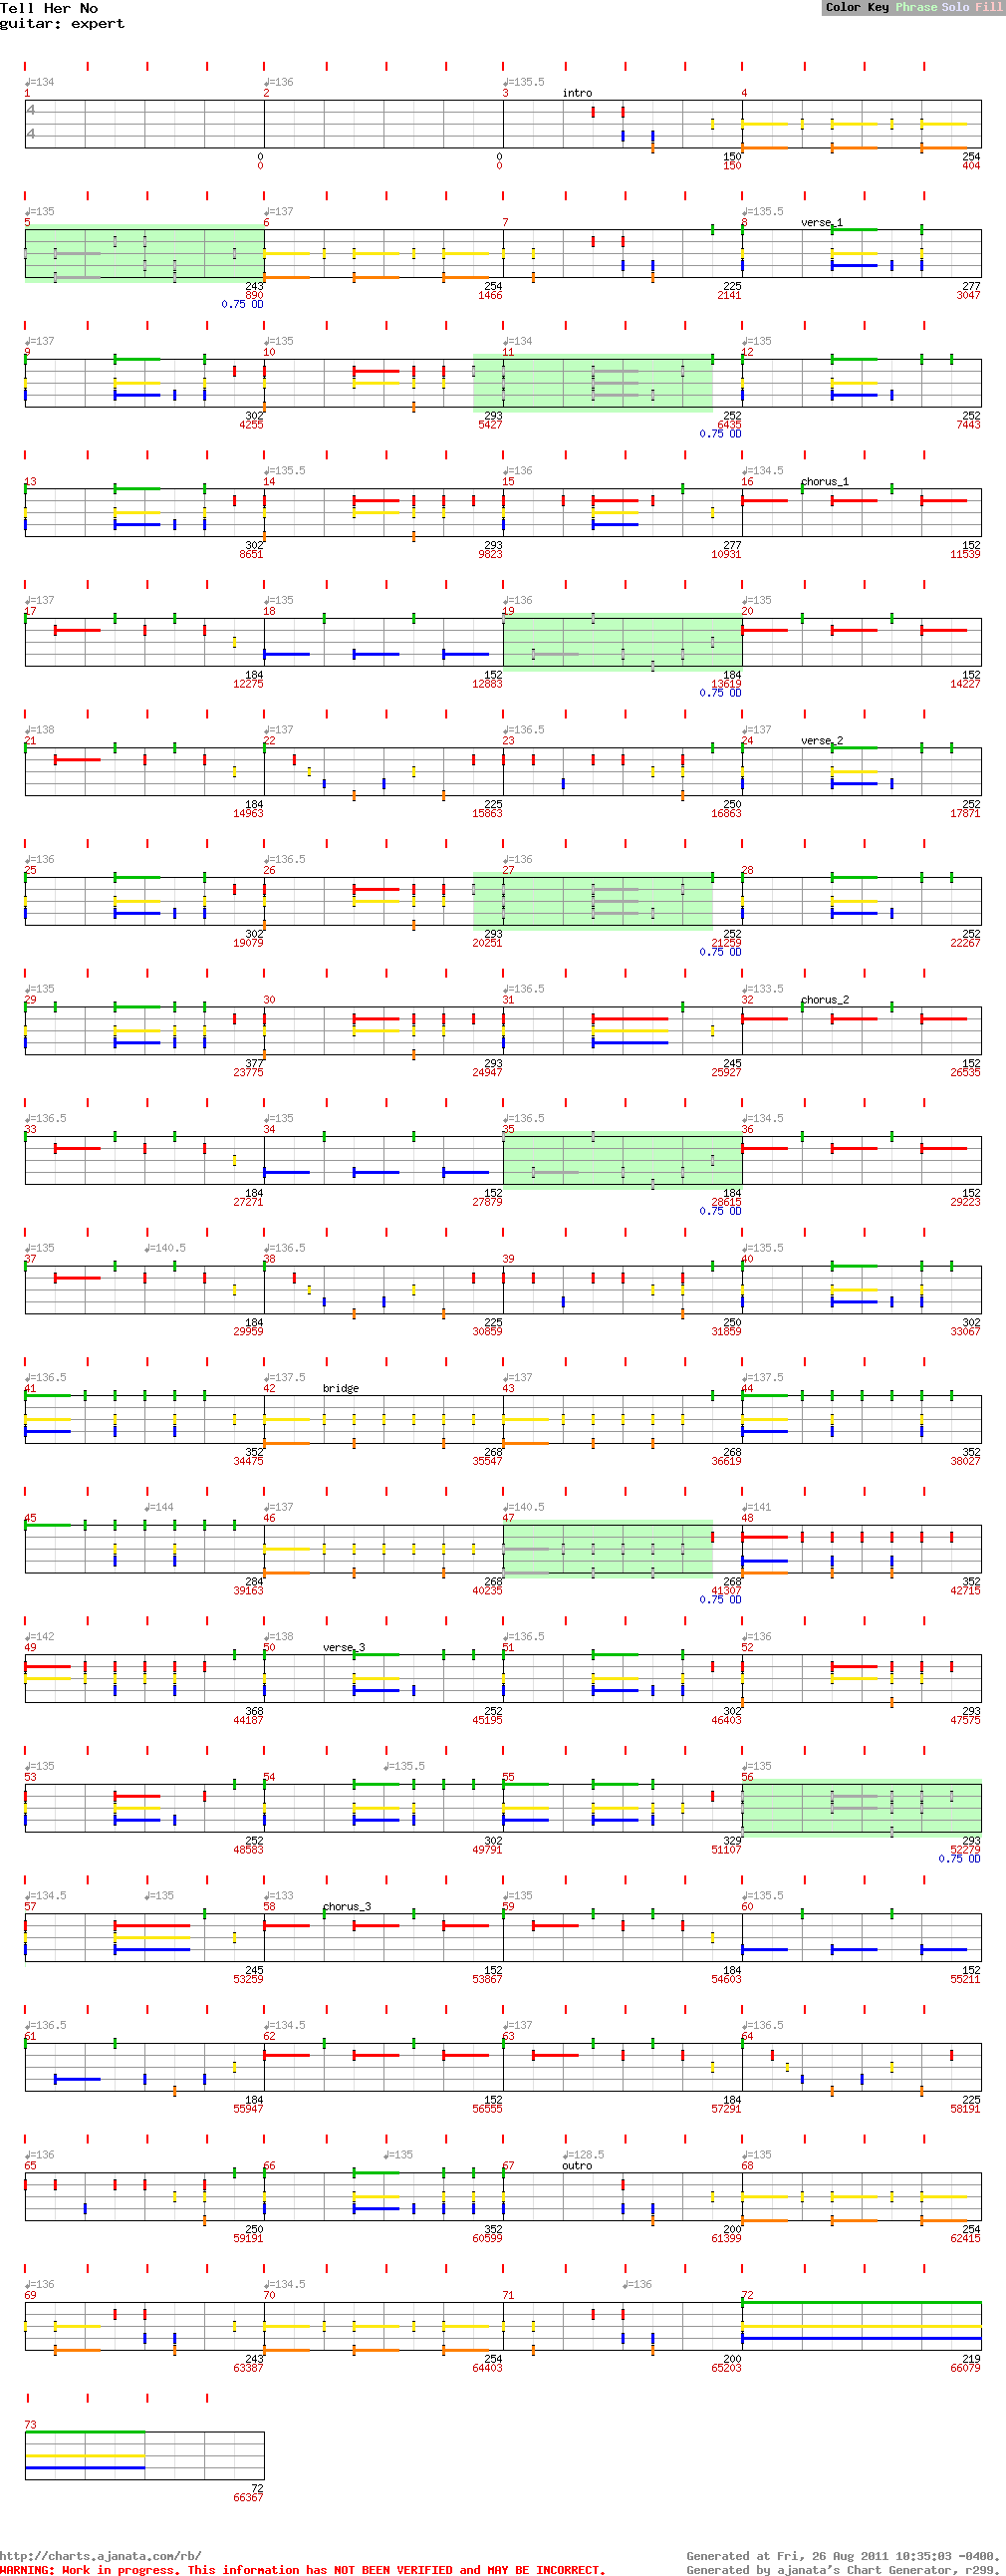 Tell Her No
guitar: expert
Color Key Phrase Solo Fill
♩=134 ♩=136 ♩=135.5
1 2 3 intro 4
4
4
0 0 150 254
0 0 150 404
♩=135 ♩=137 ♩=135.5
5 6 7 8 verse_1
243 254 225 277
890 1466 2141 3047
0.75 OD
♩=137 ♩=135 ♩=134 ♩=135
9 10 11 12
302 293 252 252
4255 5427 6435 7443
0.75 OD
♩=135.5 ♩=136 ♩=134.5
13 14 15 16 chorus_1
302 293 277 152
8651 9823 10931 11539
♩=137 ♩=135 ♩=136 ♩=135
17 18 19 20
184 152 184 152
12275 12883 13619 14227
0.75 OD
♩=138 ♩=137 ♩=136.5 ♩=137
21 22 23 24 verse_2
184 225 250 252
14963 15863 16863 17871
♩=136 ♩=136.5 ♩=136
25 26 27 28
302 293 252 252
19079 20251 21259 22267
0.75 OD
♩=135 ♩=136.5 ♩=133.5
29 30 31 32 chorus_2
377 293 245 152
23775 24947 25927 26535
♩=136.5 ♩=135 ♩=136.5 ♩=134.5
33 34 35 36
184 152 184 152
27271 27879 28615 29223
0.75 OD
♩=135 ♩=140.5 ♩=136.5 ♩=135.5
37 38 39 40
184 225 250 302
29959 30859 31859 33067
♩=136.5 ♩=137.5 ♩=137 ♩=137.5
41 42 bridge 43 44
352 268 268 352
34475 35547 36619 38027
♩=144 ♩=137 ♩=140.5 ♩=141
45 46 47 48
284 268 268 352
39163 40235 41307 42715
0.75 OD
♩=142 ♩=138 ♩=136.5 ♩=136
49 50 verse_3 51 52
368 252 302 293
44187 45195 46403 47575
♩=135 ♩=135.5 ♩=135
53 54 55 56
252 302 329 293
48583 49791 51107 52279
0.75 OD
♩=134.5 ♩=135 ♩=133 ♩=135 ♩=135.5
57 58 chorus_3 59 60
245 152 184 152
53259 53867 54603 55211
♩=136.5 ♩=134.5 ♩=137 ♩=136.5
61 62 63 64
184 152 184 225
55947 56555 57291 58191
♩=136 ♩=135 ♩=128.5 ♩=135
65 66 67 outro 68
250 352 200 254
59191 60599 61399 62415
♩=136 ♩=134.5 ♩=136
69 70 71 72
243 254 200 219
63387 64403 65203 66079
73
72
66367
http://charts.ajanata.com/rb/ Generated at Fri, 26 Aug 2011 10:35:03 -0400.
WARNING: Work in progress. This information has NOT BEEN VERIFIED and MAY BE INCORRECT. Generated by ajanata's Chart Generator, r299.